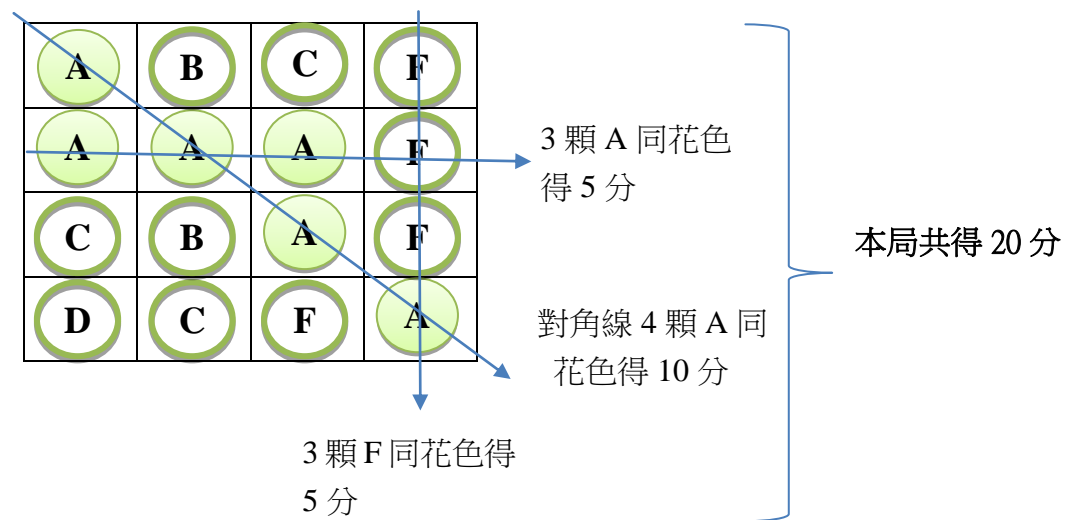 A B C F
A A A F
C B A F
D C F A
3 顆 A 同花色
得 5 分
對角線 4 顆 A 同
花色得 10 分
3 顆 F 同花色得
5 分
本局共得 20 分